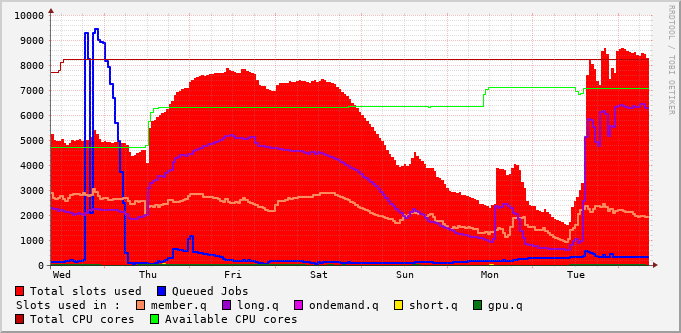 10000
9000
8000
7000
6000
5000
4000
3000
2000
1000
0
Wed Thu Fri Sat Sun Mon Tue
RRDTOOL / TOBI OETIKER
Total slots used Queued Jobs
Slots used in : member.q long.q ondemand.q short.q gpu.q
Total CPU cores Available CPU cores